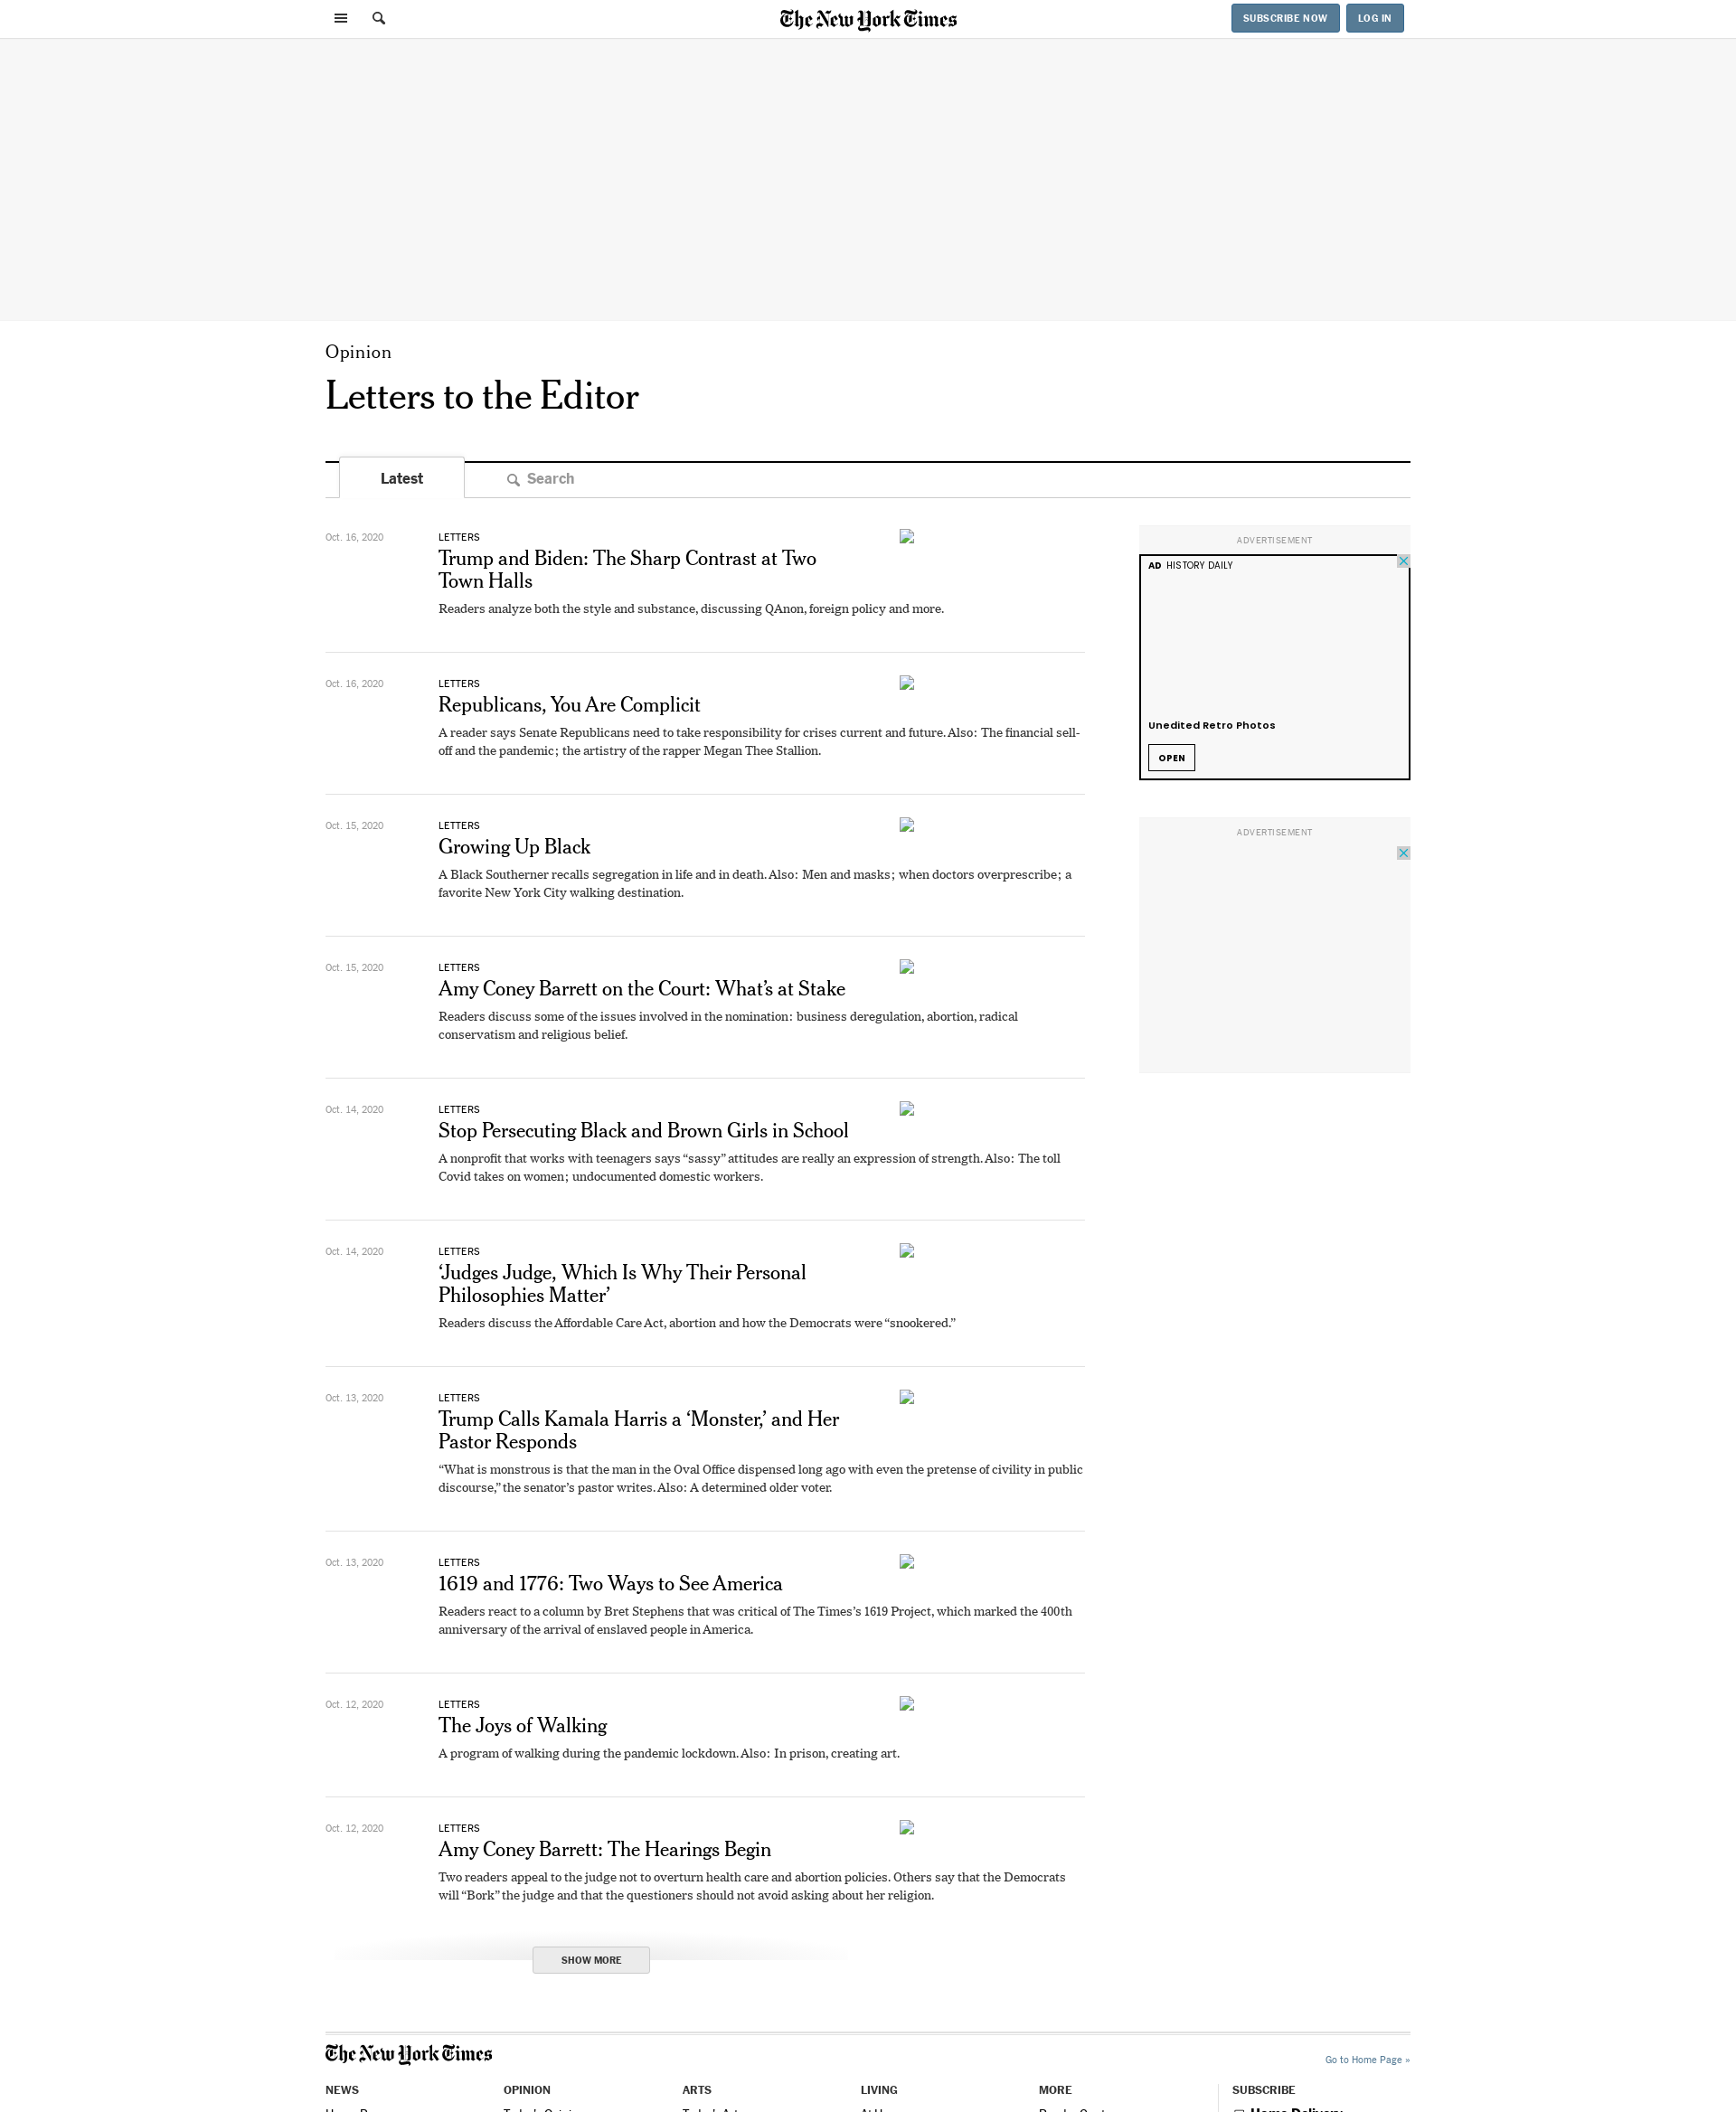 The New York Times
SUBSCRIBE NOW
LOG IN
Opinion
Letters to the Editor
Latest
Search
Oct. 16, 2020
LETTERS
Trump and Biden: The Sharp Contrast at Two
Town Halls
Readers analyze both the style and substance, discussing QAnon, foreign policy and more.
Oct. 16, 2020
LETTERS
Republicans, You Are Complicit
A reader says Senate Republicans need to take responsibility for crises current and future. Also: The financial sell-
off and the pandemic; the artistry of the rapper Megan Thee Stallion.
Oct. 15, 2020
LETTERS
Growing Up Black
A Black Southerner recalls segregation in life and in death. Also: Men and masks; when doctors overprescribe; a
favorite New York City walking destination.
Oct. 15, 2020
LETTERS
Amy Coney Barrett on the Court: What’s at Stake
Readers discuss some of the issues involved in the nomination: business deregulation, abortion, radical
conservatism and religious belief.
Oct. 14, 2020
LETTERS
Stop Persecuting Black and Brown Girls in School
A nonprofit that works with teenagers says “sassy” attitudes are really an expression of strength. Also: The toll
Covid takes on women; undocumented domestic workers.
Oct. 14, 2020
LETTERS
‘Judges Judge, Which Is Why Their Personal
Philosophies Matter’
Readers discuss the Affordable Care Act, abortion and how the Democrats were “snookered.”
Oct. 13, 2020
LETTERS
Trump Calls Kamala Harris a ‘Monster,’ and Her
Pastor Responds
“What is monstrous is that the man in the Oval Office dispensed long ago with even the pretense of civility in public
discourse,” the senator’s pastor writes. Also: A determined older voter.
Oct. 13, 2020
LETTERS
1619 and 1776: Two Ways to See America
Readers react to a column by Bret Stephens that was critical of The Times’s 1619 Project, which marked the 400th
anniversary of the arrival of enslaved people in America.
Oct. 12, 2020
LETTERS
The Joys of Walking
A program of walking during the pandemic lockdown. Also: In prison, creating art.
Oct. 12, 2020
LETTERS
Amy Coney Barrett: The Hearings Begin
Two readers appeal to the judge not to overturn health care and abortion policies. Others say that the Democrats
will “Bork” the judge and that the questioners should not avoid asking about her religion.
SHOW MORE
ADVERTISEMENT
AD HISTORY DAILY
Unedited Retro Photos
OPEN
ADVERTISEMENT
The New York Times
Go to Home Page »
NEWS
OPINION
ARTS
LIVING
MORE
SUBSCRIBE